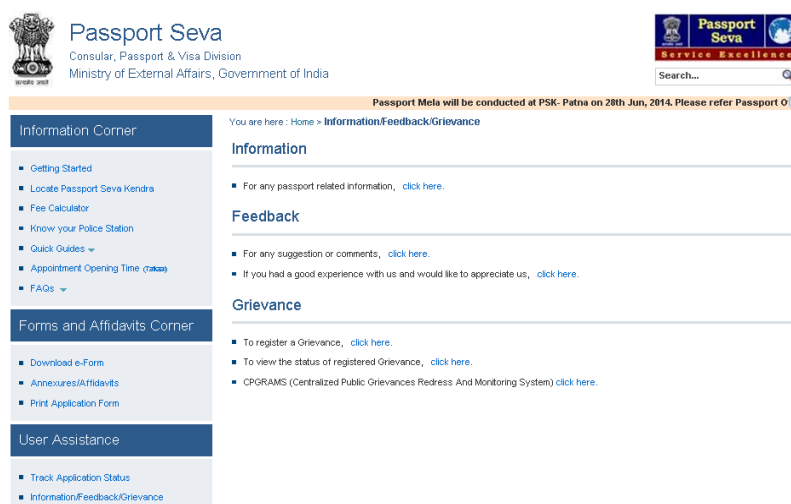 Passport Seva
Consular, Passport & Visa Division
Ministry of External Affairs, Government of India
सत्यमेव जयते
Passport
Seva
Service Excellence
Search...
Passport Mela will be conducted at PSK- Patna on 28th Jun, 2014. Please refer Passport O
You are here : Home » Information/Feedback/Grievance
Information Corner
Getting Started
Locate Passport Seva Kendra
Fee Calculator
Know your Police Station
Quick Guides
Appointment Opening Time (Tatkaal)
FAQs
Forms and Affidavits Corner
Download e-Form
Annexures/Affidavits
Print Application Form
User Assistance
Track Application Status
Information/Feedback/Grievance
Information
For any passport related information, click here.
Feedback
For any suggestion or comments, click here.
If you had a good experience with us and would like to appreciate us, click here.
Grievance
To register a Grievance, click here.
To view the status of registered Grievance, click here.
CPGRAMS (Centralized Public Grievances Redress And Monitoring System) click here.